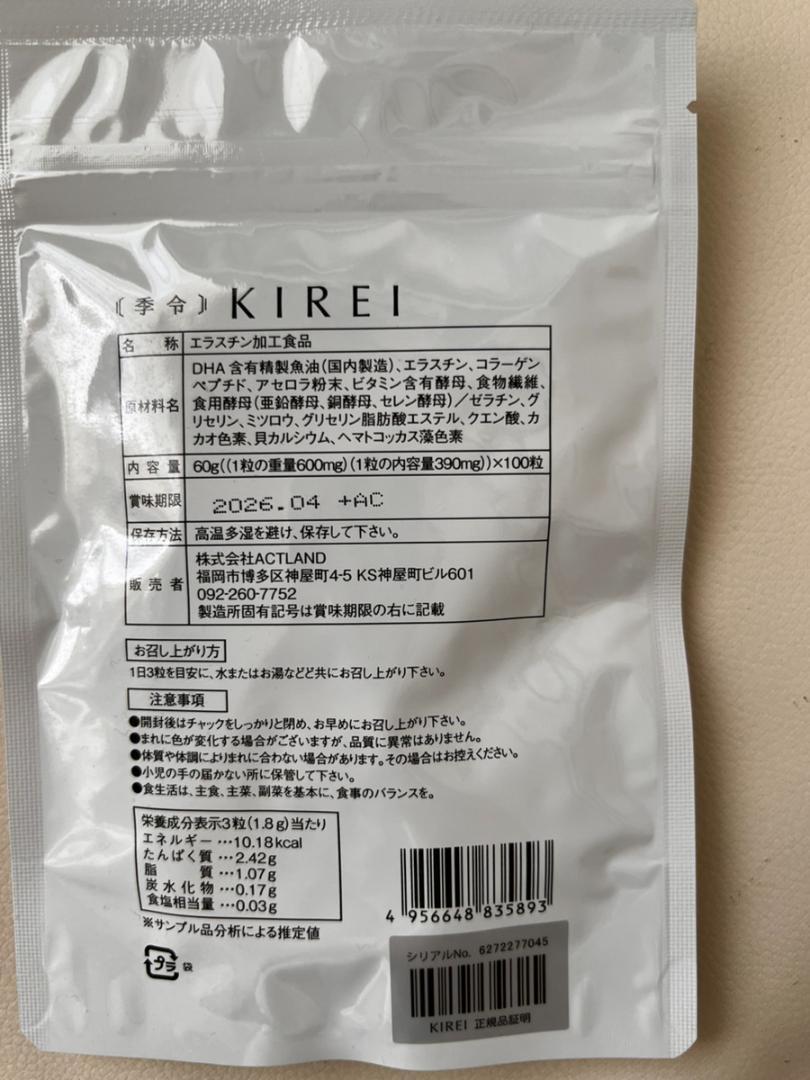 〔季令〕KIREI
名称 エラスチン加工食品
原材料名 DHA含有精製魚油(国内製造)、エラスチン、コラーゲン
ペプチド、アセロラ粉末、ビタミン含有酵母、食物繊維、
食用酵母(亜鉛酵母、銅酵母、セレン酵母)／ゼラチン、グ
リセリン、ミツロウ、グリセリン脂肪酸エステル、クエン酸、カ
カオ色素、貝カルシウム、ヘマトコッカス藻色素
内容量 60g((1粒の重量600mg)(1粒の内容量390mg))×100粒
賞味期限 2026.04 +AC
保存方法 高温多湿を避け、保存して下さい。
販売者 株式会社ACTLAND
福岡市博多区神屋町4-5 KS神屋町ビル601
092-260-7752
製造所固有記号は賞味期限の右に記載
お召し上がり方
1日3粒を目安に、水またはお湯などと共にお召し上がり下さい。
注意事項
●開封後はチャックをしっかりと閉め、お早めにお召し上がり下さい。
●まれに色が変化する場合がございますが、品質に異常はありません。
●体質や体調によりまれに合わない場合があります。その場合はお控えください。
●小児の手の届かない所に保管して下さい。
●食生活は、主食、主菜、副菜を基本に、食事のバランスを。
栄養成分表示3粒(1.8g)当たり
エネルギー…10.18kcal
たんぱく質…2.42g
脂質…1.07g
炭水化物…0.17g
食塩相当量…0.03g
※サンプル品分析による推定値
プラ 袋
4 956648 835893
シリアルNo. 6272277045
KIREI 正規品証明